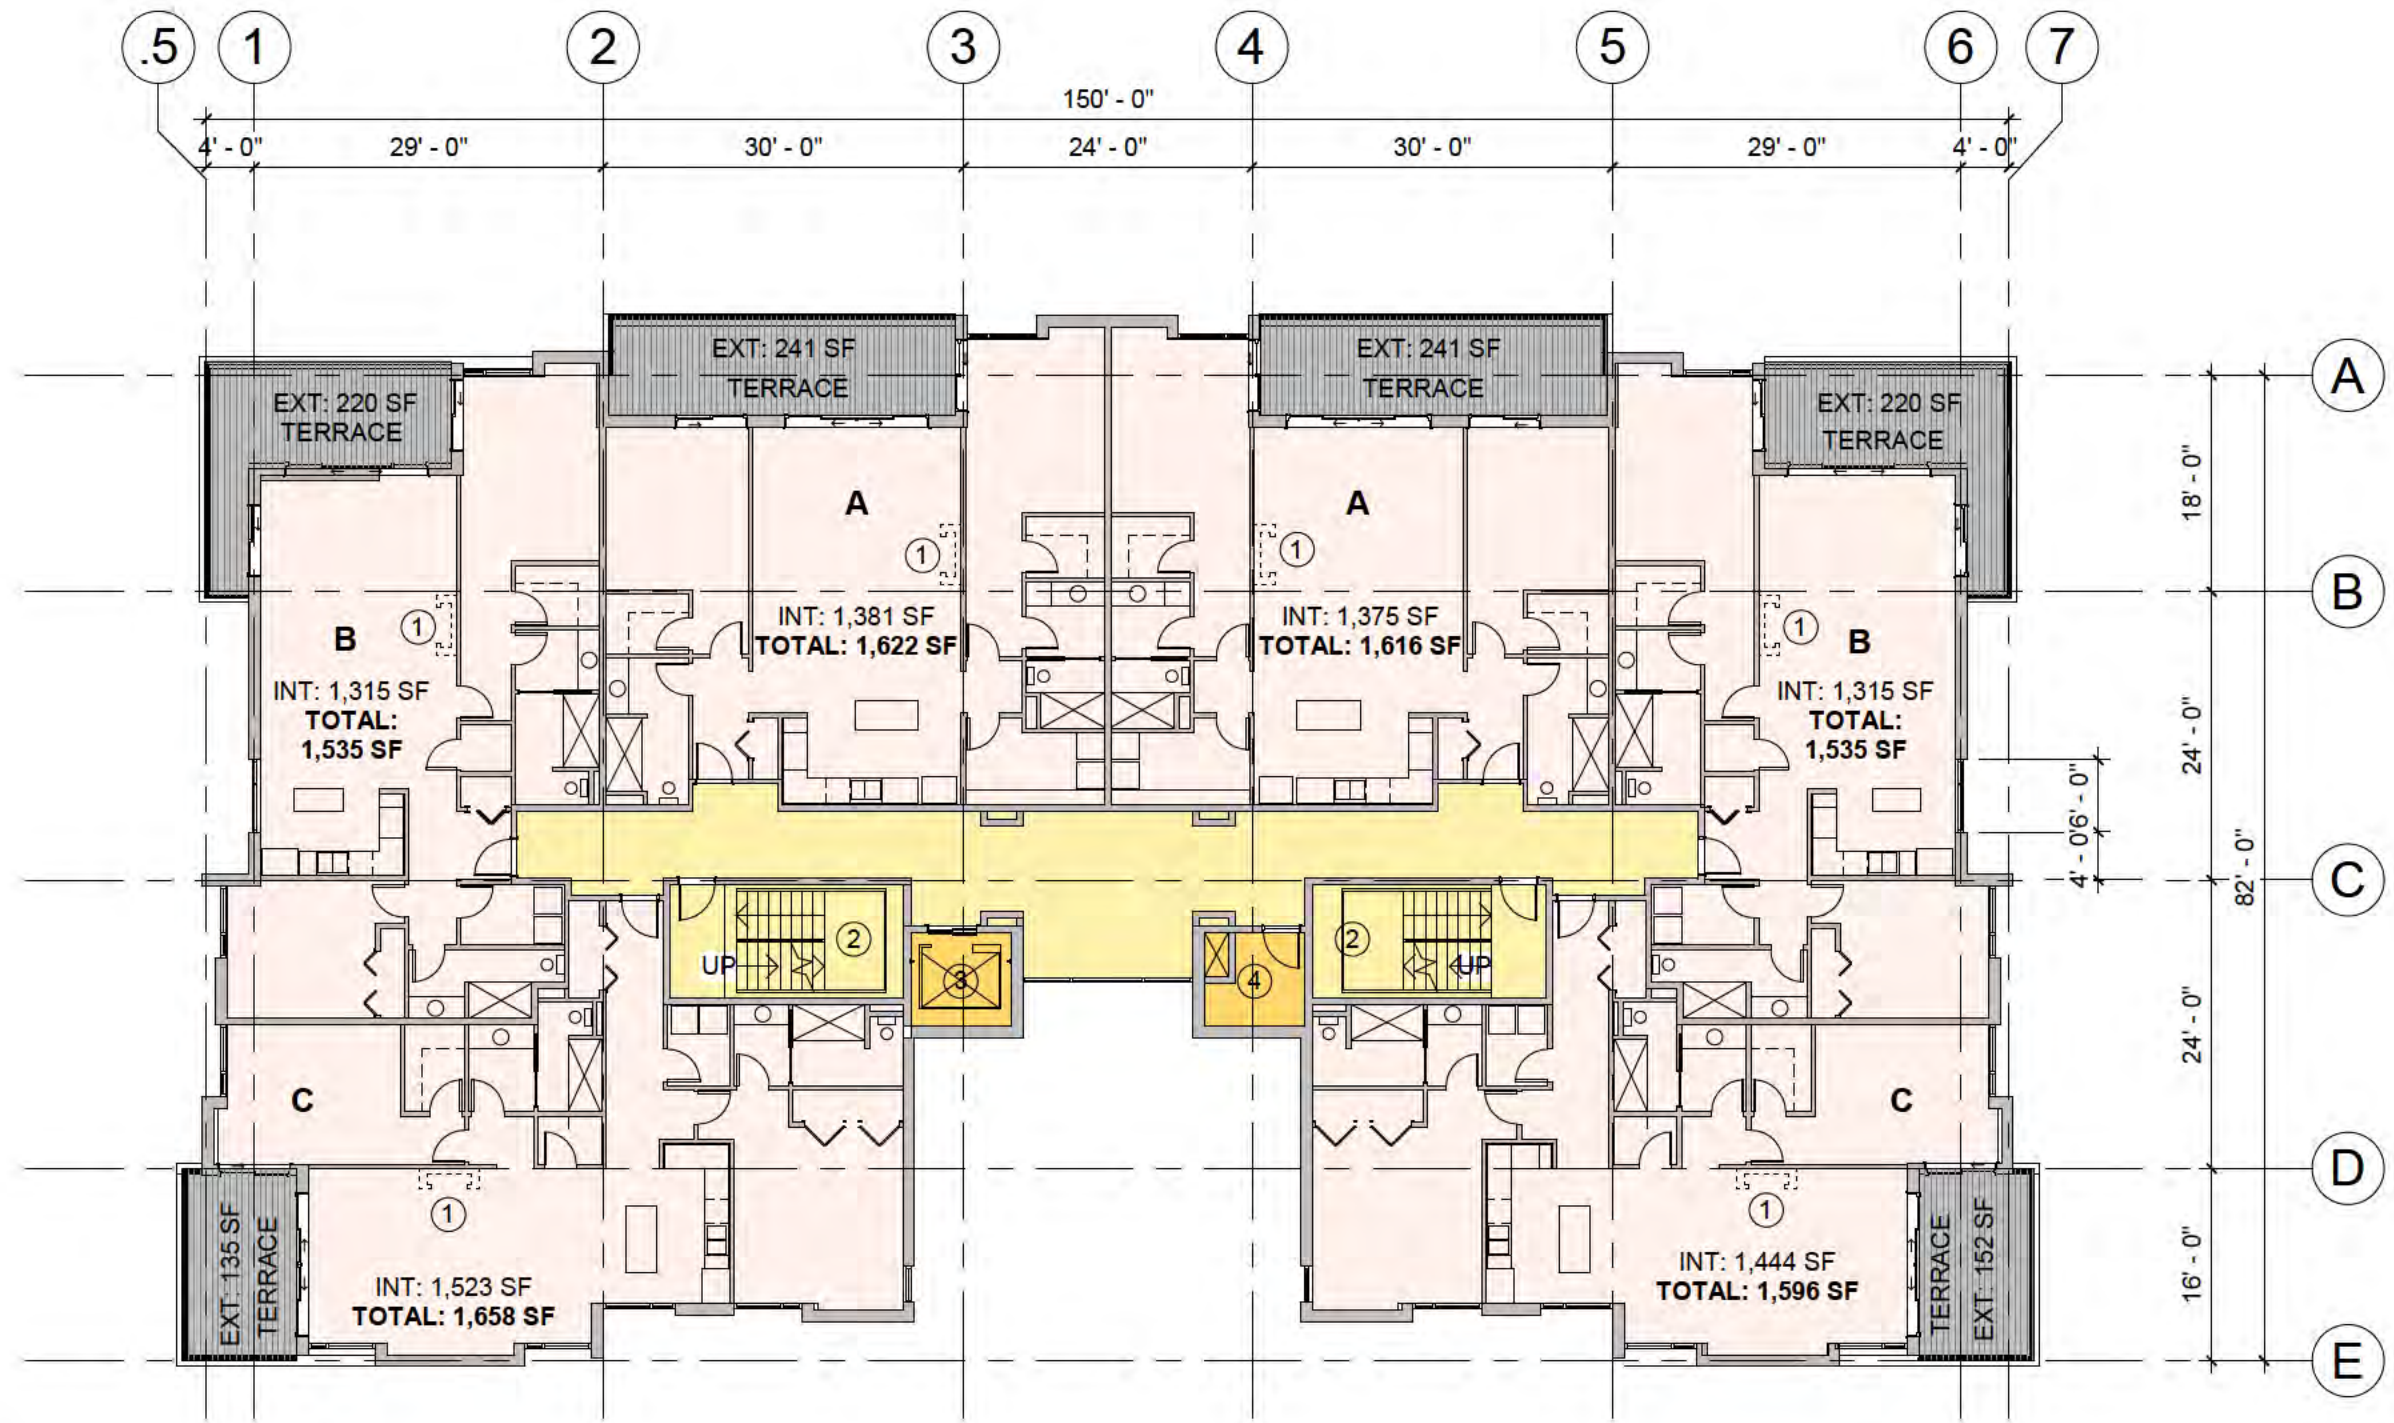 .5 1 2 3 4 5 6 7
150' - 0"
4' - 0" 29' - 0" 30' - 0" 24' - 0" 30' - 0" 29' - 0" 4' - 0"
EXT: 241 SF
TERRACE
EXT: 241 SF
TERRACE
A
EXT: 220 SF
TERRACE
EXT: 220 SF
TERRACE
18' - 0"
A
1
A
1
B
INT: 1,381 SF
TOTAL: 1,622 SF
INT: 1,375 SF
TOTAL: 1,616 SF
B
1
INT: 1,315 SF
TOTAL:
1,535 SF
1
B
INT: 1,315 SF
TOTAL:
1,535 SF
24' - 0"
6' - 0"
4' - 0"
82' - 0"
C
2
UP
3
4
2
UP
24' - 0"
C
C
D
1
1
EXT: 135 SF
TERRACE
INT: 1,523 SF
TOTAL: 1,658 SF
INT: 1,444 SF
TOTAL: 1,596 SF
TERRACE
EXT: 152 SF
16' - 0"
E